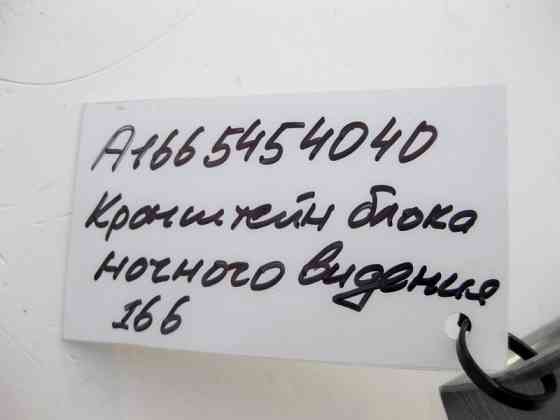 A1665454040
Кронштейн блока
ночного видения
166